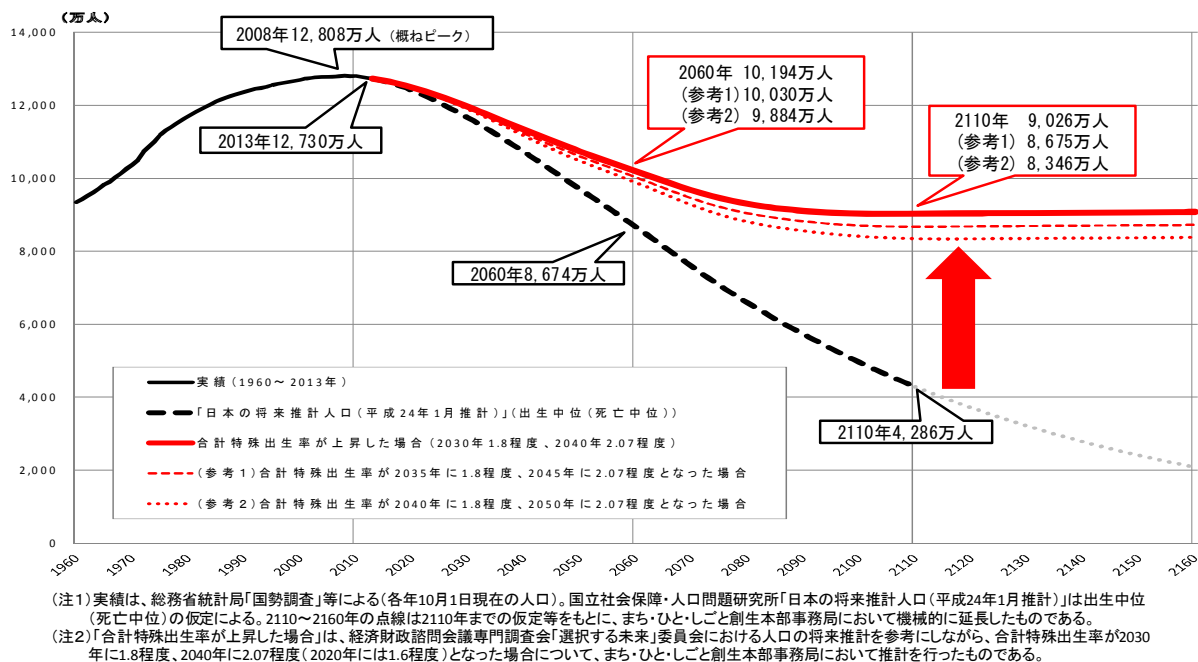 (万人)
14,000
12,000
10,000
8,000
6,000
4,000
2,000
0
2008年12,808万人(概ねピーク)
2013年12,730万人
2060年 10,194万人
(参考1)10,030万人
(参考2) 9,884万人
2110年 9,026万人
(参考1) 8,675万人
(参考2) 8,346万人
2060年8,674万人
2110年4,286万人
実績(1960~2013年)
「日本の将来推計人口(平成24年1月推計)」(出生中位(死亡中位))
合計特殊出生率が上昇した場合(2030年1.8程度、2040年2.07程度)
(参考1)合計特殊出生率が2035年に1.8程度、2045年に2.07程度となった場合
(参考2)合計特殊出生率が2040年に1.8程度、2050年に2.07程度となった場合
1960 1970 1980 1990 2000 2010 2020 2030 2040 2050 2060 2070 2080 2090 2100 2110 2120 2130 2140 2150 2160
(注1)実績は、総務省統計局「国勢調査」等による(各年10月1日現在の人口)。国立社会保障・人口問題研究所「日本の将来推計人口(平成24年1月推計)」は出生中位
(死亡中位)の仮定による。2110~2160年の点線は2110年までの仮定等をもとに、まち・ひと・しごと創生本部事務局において機械的に延長したものである。
(注2)「合計特殊出生率が上昇した場合」は、経済財政諮問会議専門調査会「選択する未来」委員会における人口の将来推計を参考にしながら、合計特殊出生率が2030
年に1.8程度、2040年に2.07程度(2020年には1.6程度)となった場合について、まち・ひと・しごと創生本部事務局において推計を行ったものである。